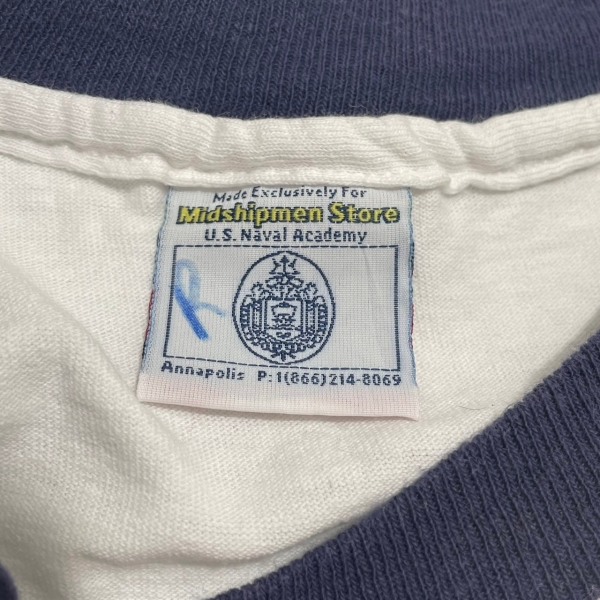 Made Exclusively For
Midshipmen Store
U.S. Naval Academy
R
Annapolis P:1(866)214-8069